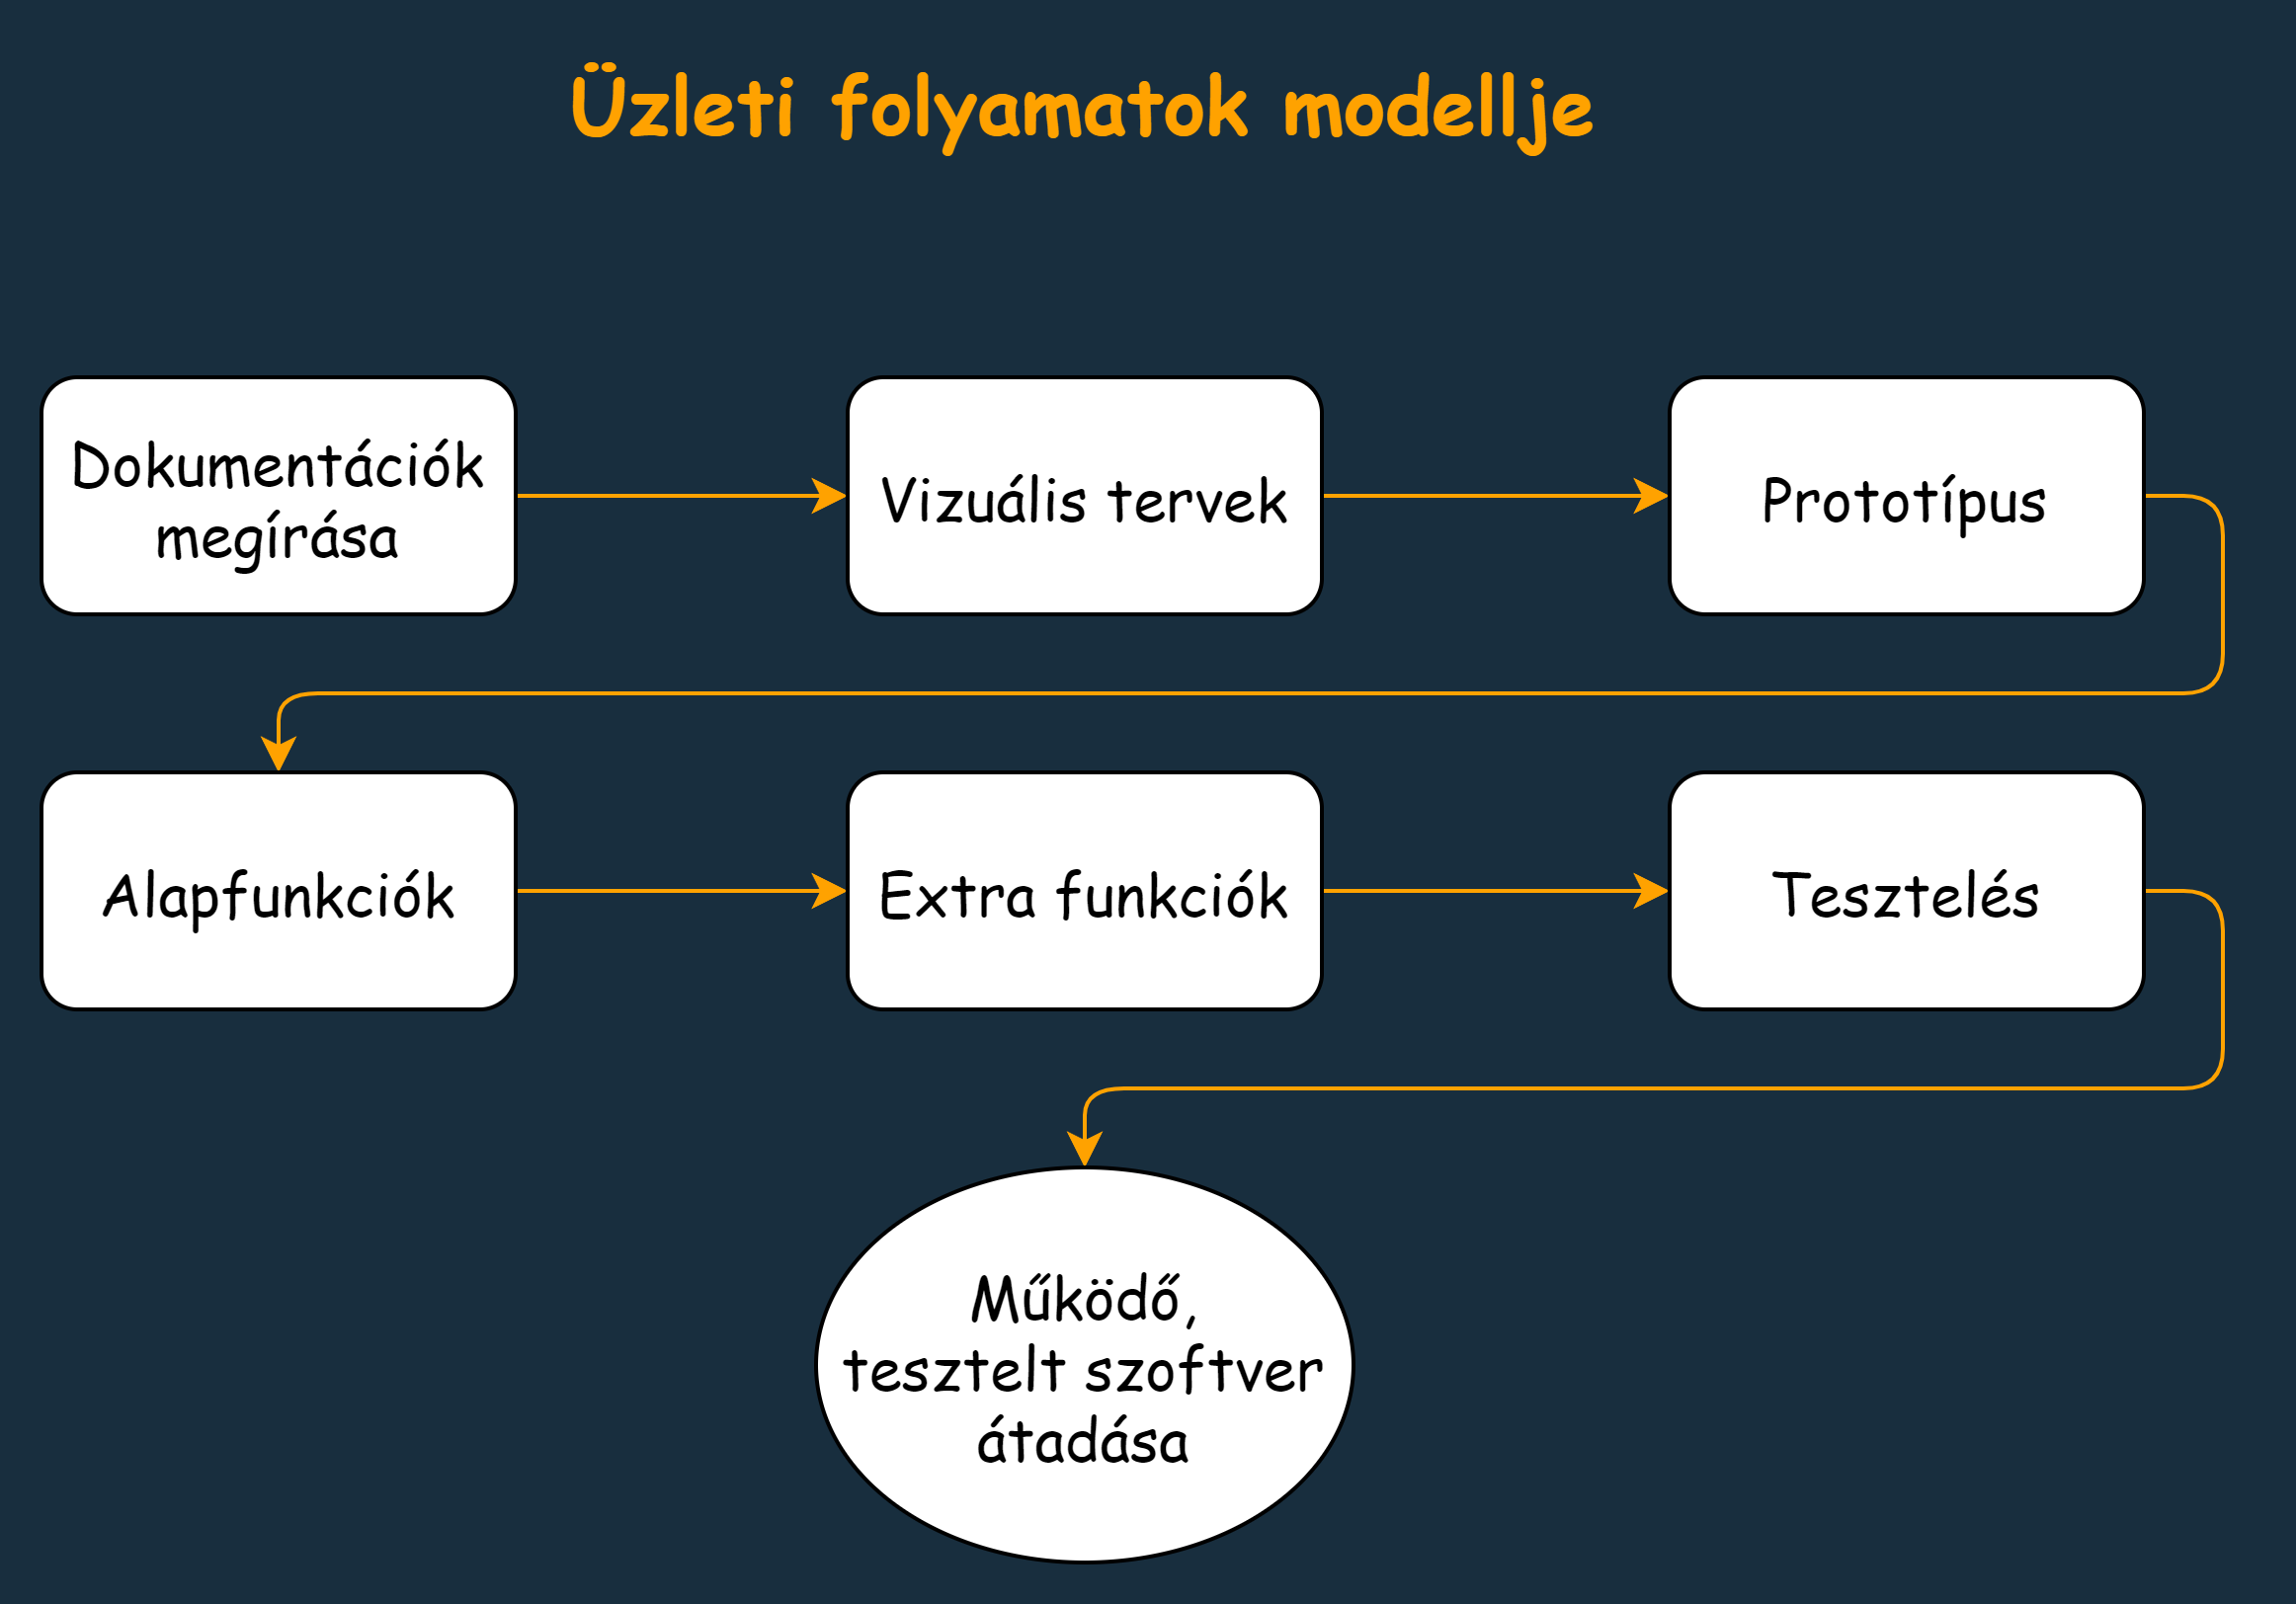 Üzleti folyamatok modellje
Dokumentációk
megírása
Vizuális tervek
Prototípus
Alapfunkciók
Extra funkciók
Tesztelés
Működő,
tesztelt szoftver
átadása